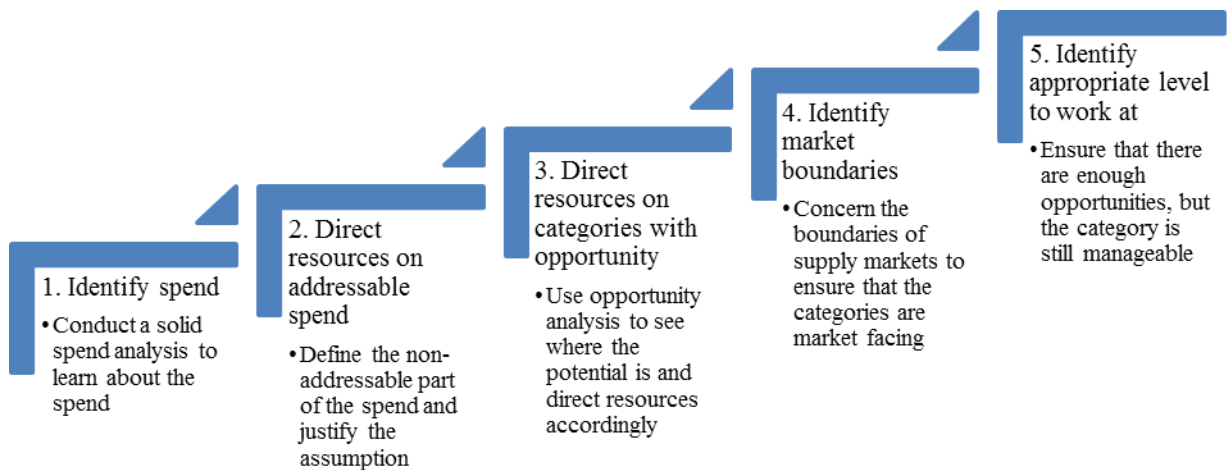 1. Identify spend
• Conduct a solid
spend analysis to
learn about the
spend
2. Direct
resources on
addressable
spend
• Define the non-
addressable part
of the spend and
justify the
assumption
3. Direct
resources on
categories with
opportunity
• Use opportunity
analysis to see
where the
potential is and
direct resources
accordingly
4. Identify
market
boundaries
• Concern the
boundaries of
supply markets to
ensure that the
categories are
market facing
5. Identify
appropriate level
to work at
• Ensure that there
are enough
opportunities, but
the category is
still manageable